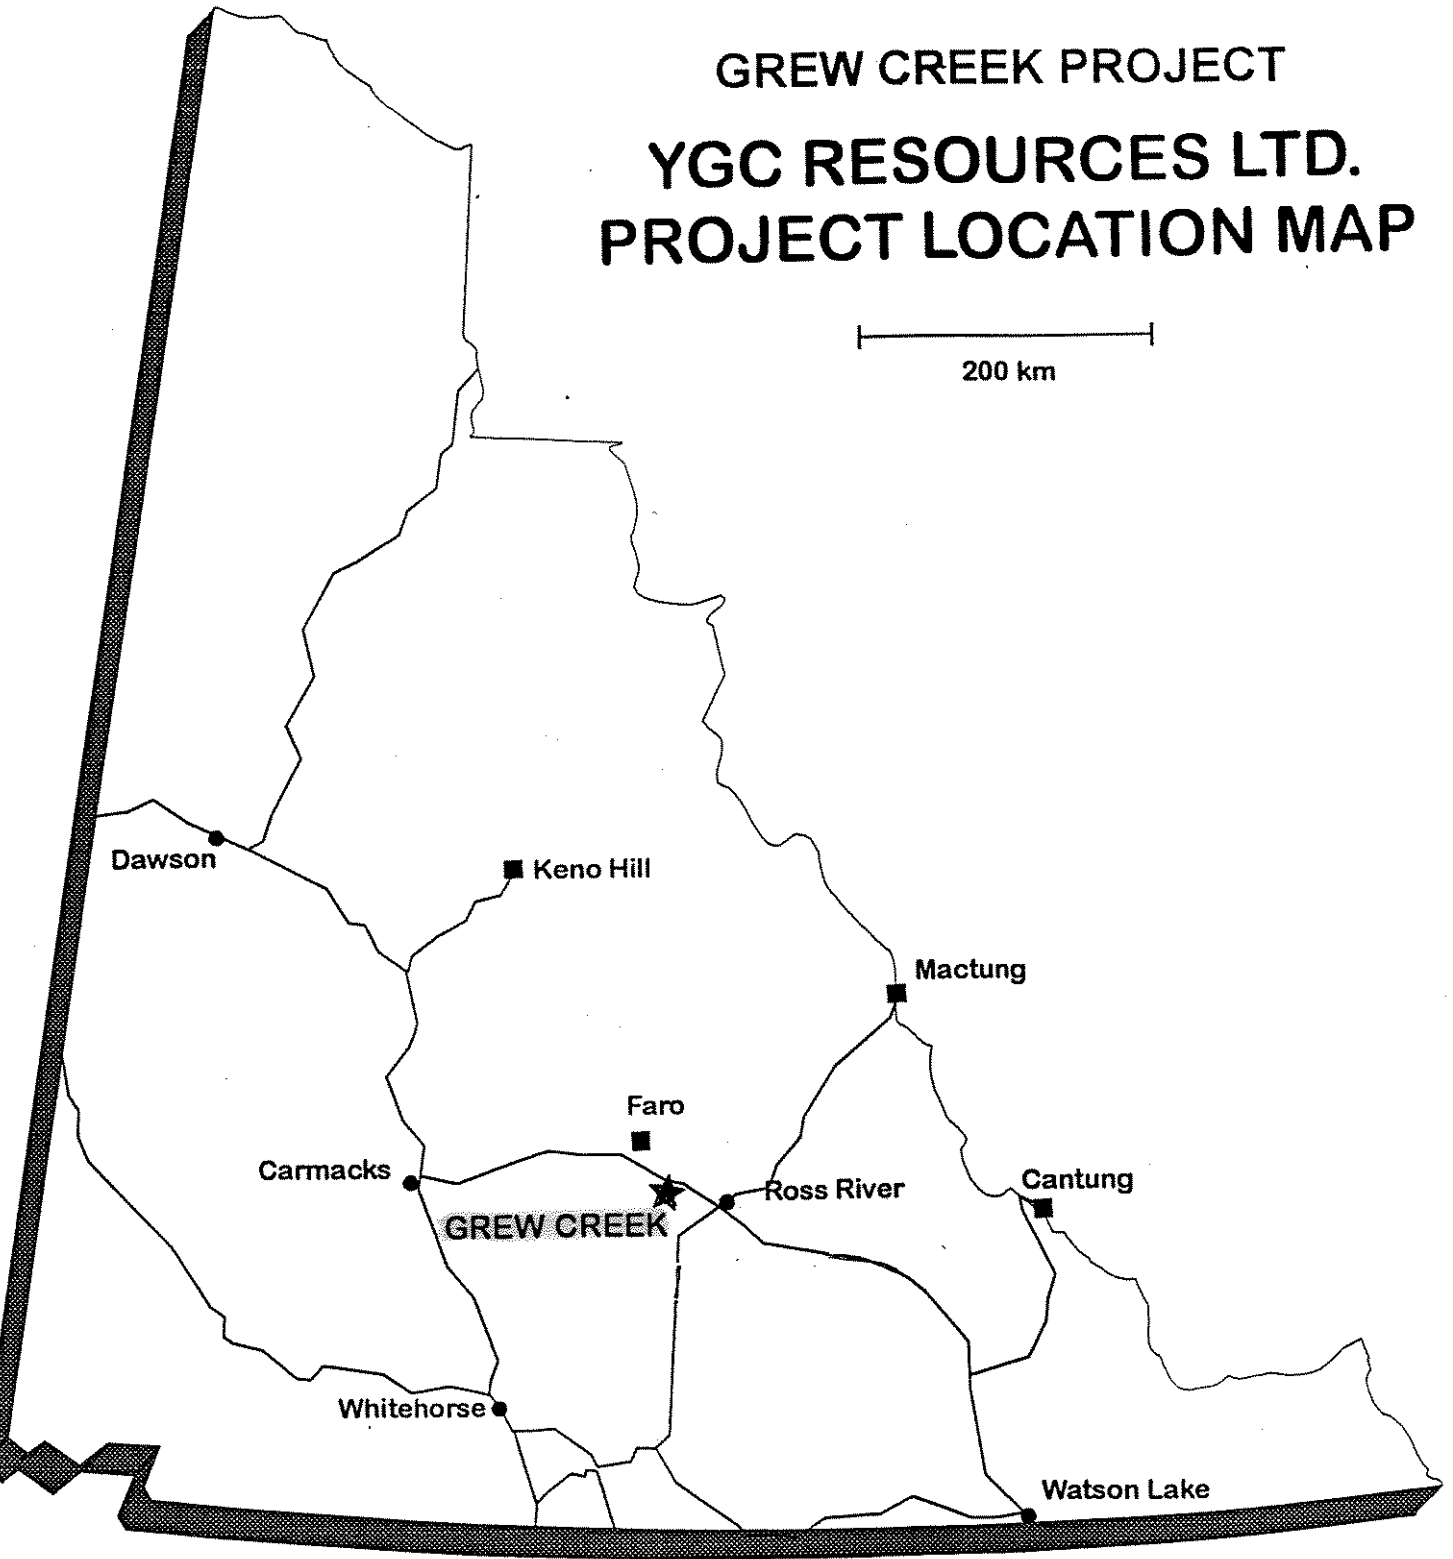 GREW CREEK PROJECT
YGC RESOURCES LTD.
PROJECT LOCATION MAP
200 km
Dawson
Keno Hill
Mactung
Faro
Carmacks
Ross River
Cantung
GREW CREEK
Whitehorse
Watson Lake